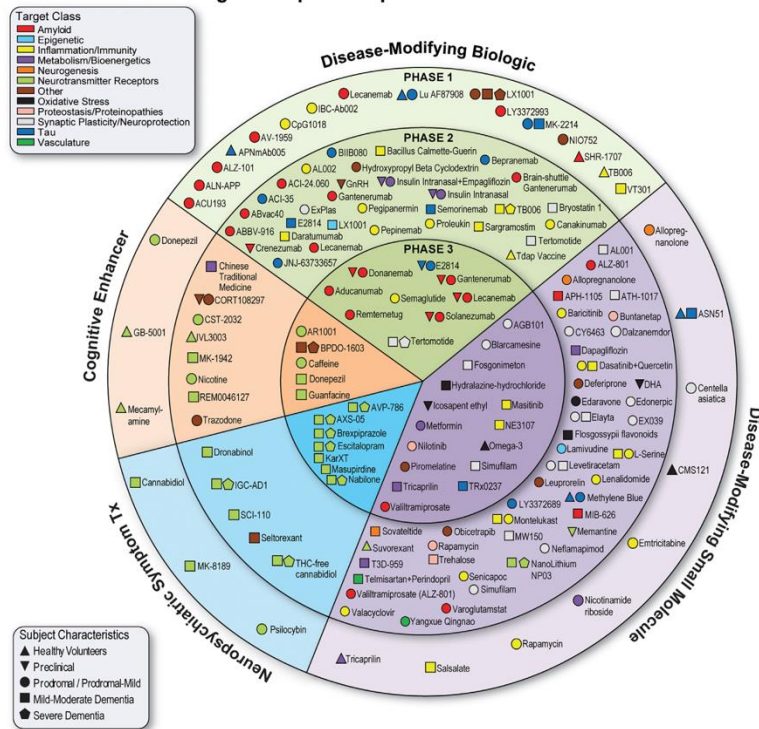 Target Class
Amyloid
Epigenetic
Inflammation/Immunity
Metabolism/Bioenergetics
Neurogenesis
Neurotransmitter Receptors
Other
Oxidative Stress
Proteostasis/Proteinopathies
Synaptic Plasticity/Neuroprotection
Tau
Vasculature
Disease-Modifying Biologic
PHASE 1
Lecanemab
Lu AF87908
LX1001
LY3372993
MK-2214
NIO752
SHR-1707
TB006
VT301
IBC-Ab002
CpG1018
AV-1959
APNmAb005
ALZ-101
ALN-APP
ACU193
PHASE 2
BIIB080
Bacillus Calmette-Guerin
Bepranemab
AL002
Hydroxypropyl Beta Cyclodextrin
Brain-shuttle
Gantenerumab
ACI-24.060
GnRH
Insulin Intranasal+Empagliflozin
Gantenerumab
Insulin Intranasal
ACI-35
ExPlas
Pegipanermin
Semorinemab
TB006
Bryostatin 1
ABvac40
E2814
LX1001
Proleukin
Sargramostim
Canakinumab
ABBV-916
Daratumumab
Pepinemab
Tertomotide
Crenezumab
Lecanemab
Tdap Vaccine
JNJ-63733657
PHASE 3
Donanemab
E2814
Gantenerumab
Aducanumab
Semaglutide
Lecanemab
Remternetug
Solanezumab
Tertomotide
Cognitive Enhancer
Donepezil
GB-5001
Mecamyl-
amine
Chinese
Traditional
Medicine
CORT108297
CST-2032
IVL3003
MK-1942
Nicotine
REM0046127
Trazodone
AR1001
BPDO-1603
Caffeine
Donepezil
Guanfacine
Neuropsychiatric Symptom Tx
Cannabidiol
MK-8189
Psilocybin
Dronabinol
IGC-AD1
SCI-110
Seltorexant
THC-free
cannabidiol
AVP-786
AXS-05
Brexpiprazole
Escitalopram
KarXT
Masupirdine
Nabilone
Disease-Modifying Small Molecule
AGB101
Blarcamesine
Fosgonimeton
Hydralazine-hydrochloride
Icosapent ethyl
Masitinib
Metformin
NE3107
Nilotinib
Omega-3
Piromelatine
Simufilam
Tricaprilin
TRx0237
Valiltramiprosate
AL001
ALZ-801
Allopregnanolone
APH-1105
ATH-1017
Baricitinib
Buntanetap
CY6463
Dalzanemdor
Dapagliflozin
Dasatinib+Quercetin
Deferiprone
DHA
Edaravone
Edonerpic
Elayta
EX039
Flosgossypii flavonoids
Lamivudine
L-Serine
Levetiracetam
Leuprorelin
Lenalidomide
LY3372689
Methylene Blue
MIB-626
Montelukast
Memantine
MW150
Neflamapimod
NanoLithium
NP03
Sovateltide
Obicetrapib
Suvorexant
Rapamycin
T3D-959
Trehalose
Telmisartan+Perindopril
Senicapoc
Simufilam
Valiltramiprosate (ALZ-801)
Valacyclovir
Varoglutamstat
Yangxue Qingnao
Allopreg-
nanolone
ASN51
Centella
asiatica
CMS121
Emtricitabine
Nicotinamide
riboside
Rapamycin
Salsalate
Tricaprilin
Subject Characteristics
Healthy Volunteers
Preclinical
Prodromal / Prodromal-Mild
Mild-Moderate Dementia
Severe Dementia